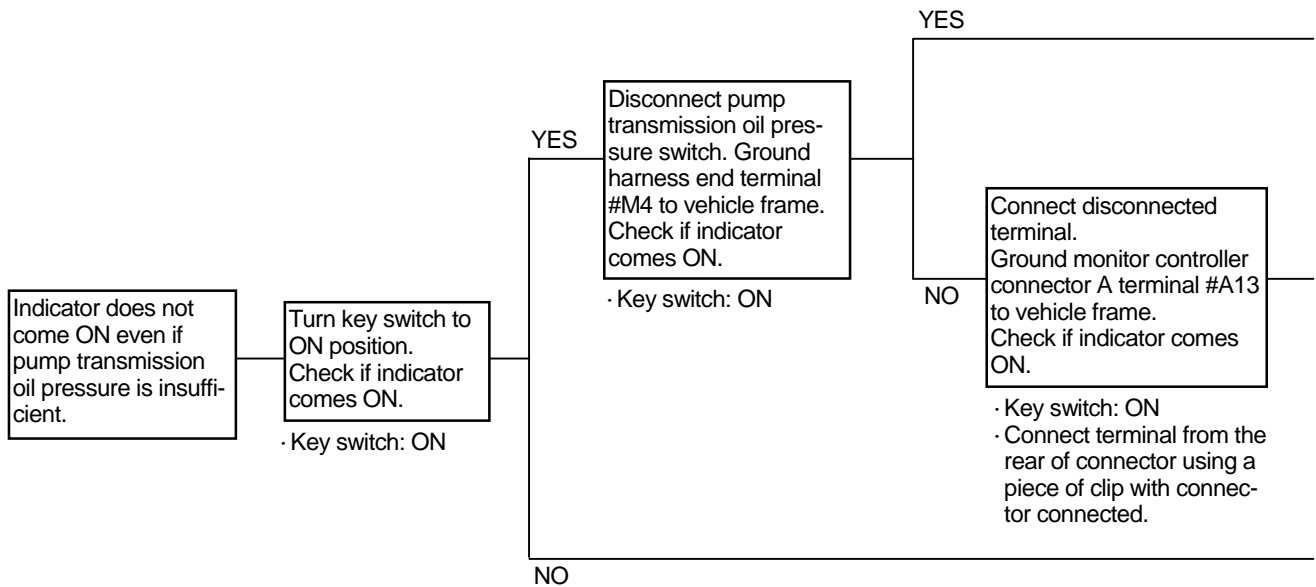 Indicator does not
come ON even if
pump transmission
oil pressure is insuffi-
cient.
Turn key switch to
ON position.
Check if indicator
comes ON.
· Key switch: ON
YES
Disconnect pump
transmission oil pres-
sure switch. Ground
harness end terminal
#M4 to vehicle frame.
Check if indicator
comes ON.
· Key switch: ON
YES
NO
Connect disconnected
terminal.
Ground monitor controller
connector A terminal #A13
to vehicle frame.
Check if indicator comes
ON.
· Key switch: ON
· Connect terminal from the
rear of connector using a
piece of clip with connec-
tor connected.
NO